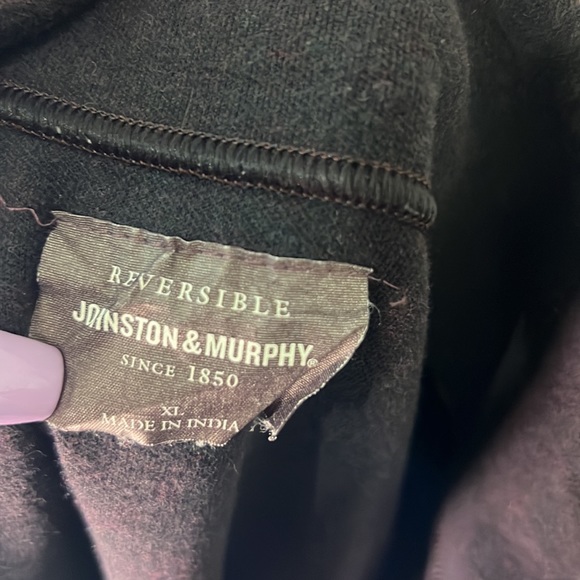 REVERSIBLE
JOHNSTON & MURPHY®
SINCE 1850
XL
MADE IN INDIA